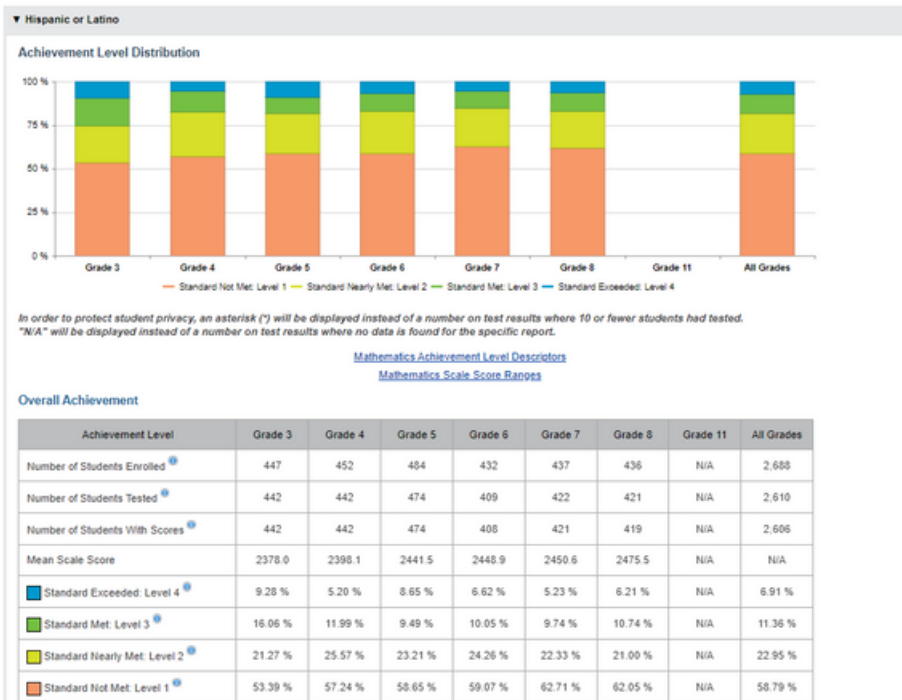 ▼ Hispanic or Latino
Achievement Level Distribution
100 %
75 %
50 %
25 %
0 %
Grade 3 Grade 4 Grade 5 Grade 6 Grade 7 Grade 8 Grade 11 All Grades
Standard Not Met: Level 1 Standard Nearly Met: Level 2 Standard Met: Level 3 Standard Exceeded: Level 4
In order to protect student privacy, an asterisk (*) will be displayed instead of a number on test results where 10 or fewer students had tested.
"N/A" will be displayed instead of a number on test results where no data is found for the specific report.
Mathematics Achievement Level Descriptors
Mathematics Scale Score Ranges
Overall Achievement
Achievement Level Grade 3 Grade 4 Grade 5 Grade 6 Grade 7 Grade 8 Grade 11 All Grades
Number of Students Enrolled 447 452 484 432 437 436 N/A 2,688
Number of Students Tested 442 442 474 409 422 421 N/A 2,610
Number of Students With Scores 442 442 474 408 421 419 N/A 2,606
Mean Scale Score 2378.0 2398.1 2441.5 2448.9 2450.6 2475.5 N/A N/A
Standard Exceeded: Level 4 9.28 % 5.20 % 8.65 % 6.62 % 5.23 % 6.21 % N/A 6.91 %
Standard Met: Level 3 16.06 % 11.99 % 9.49 % 10.05 % 9.74 % 10.74 % N/A 11.36 %
Standard Nearly Met: Level 2 21.27 % 25.57 % 23.21 % 24.26 % 22.33 % 21.00 % N/A 22.95 %
Standard Not Met: Level 1 53.39 % 57.24 % 58.65 % 59.07 % 62.71 % 62.05 % N/A 58.79 %